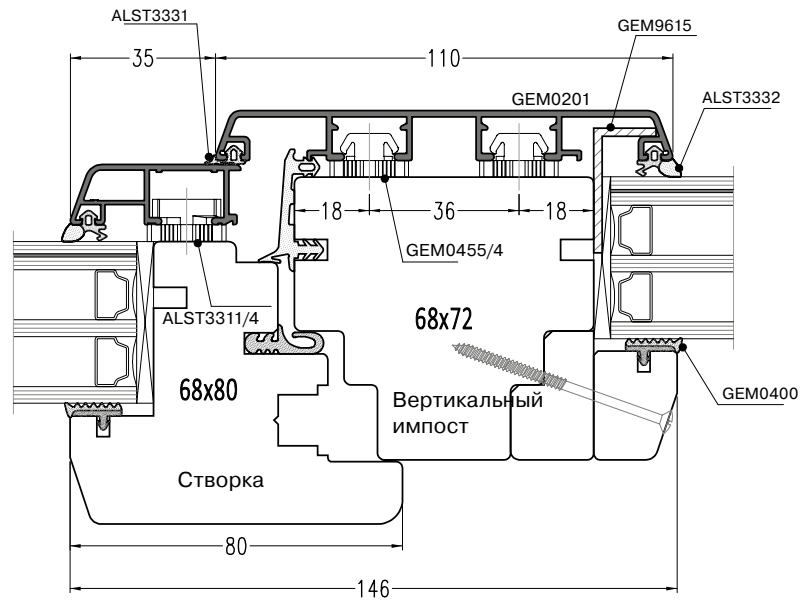 ALST3331
GEM9615
35
110
GEM0201
ALST3332
18
36
18
GEM0455/4
ALST3311/4
68x72
68x80
GEM0400
Вертикальный
импост
Створка
80
146